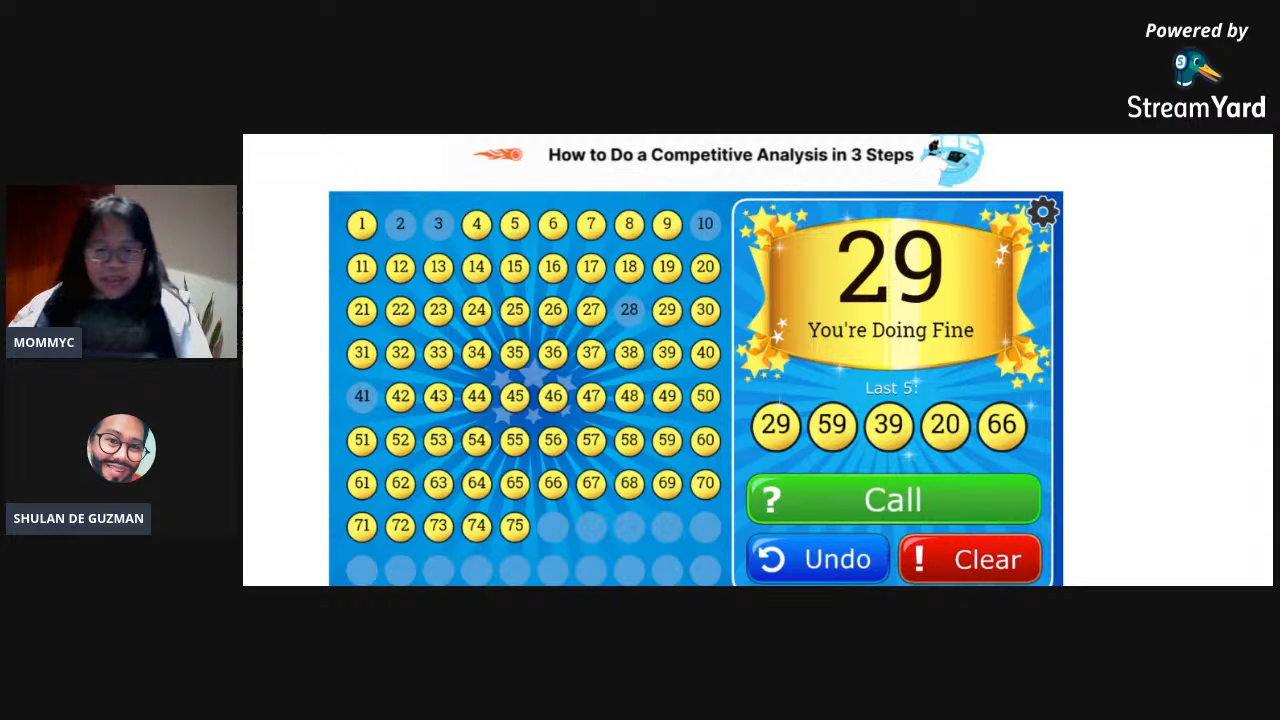 Powered by
StreamYard
How to Do a Competitive Analysis in 3 Steps
1 2 3 4 5 6 7 8 9 10
11 12 13 14 15 16 17 18 19 20
21 22 23 24 25 26 27 28 29 30
31 32 33 34 35 36 37 38 39 40
41 42 43 44 45 46 47 48 49 50
51 52 53 54 55 56 57 58 59 60
61 62 63 64 65 66 67 68 69 70
71 72 73 74 75
29
You're Doing Fine
Last 5:
29 59 39 20 66
? Call
Undo
! Clear
MOMMYC
SHULAN DE GUZMAN